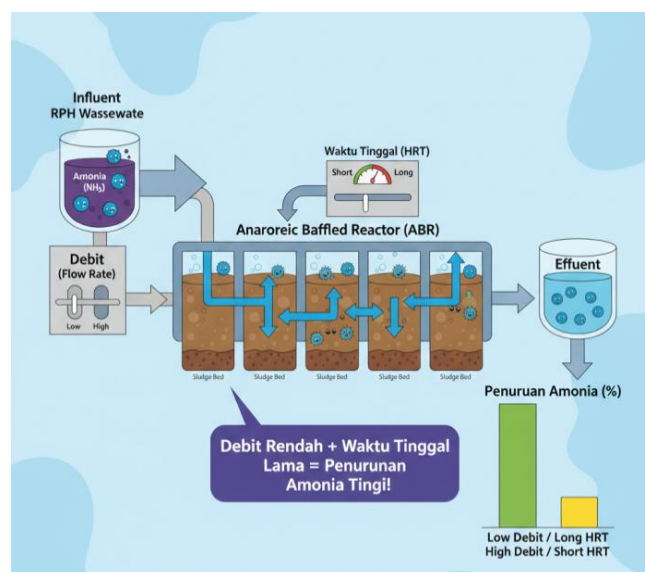 Influent
RPH Wassewate
Amonia
(NH₃)
Waktu Tinggal (HRT)
Short
Long
Anaroreic Baffled Reactor (ABR)
Debit
(Flow Rate)
Low
High
Effuent
Sludge Bed
Sludge Bed
Sludge Bed
Sludge Bed
Sludge Bed
Penuruan Amonia (%)
Debit Rendah + Waktu Tinggal
Lama = Penurunan
Amonia Tingi!
Low Debit / Long HRT
High Debit / Short HRT